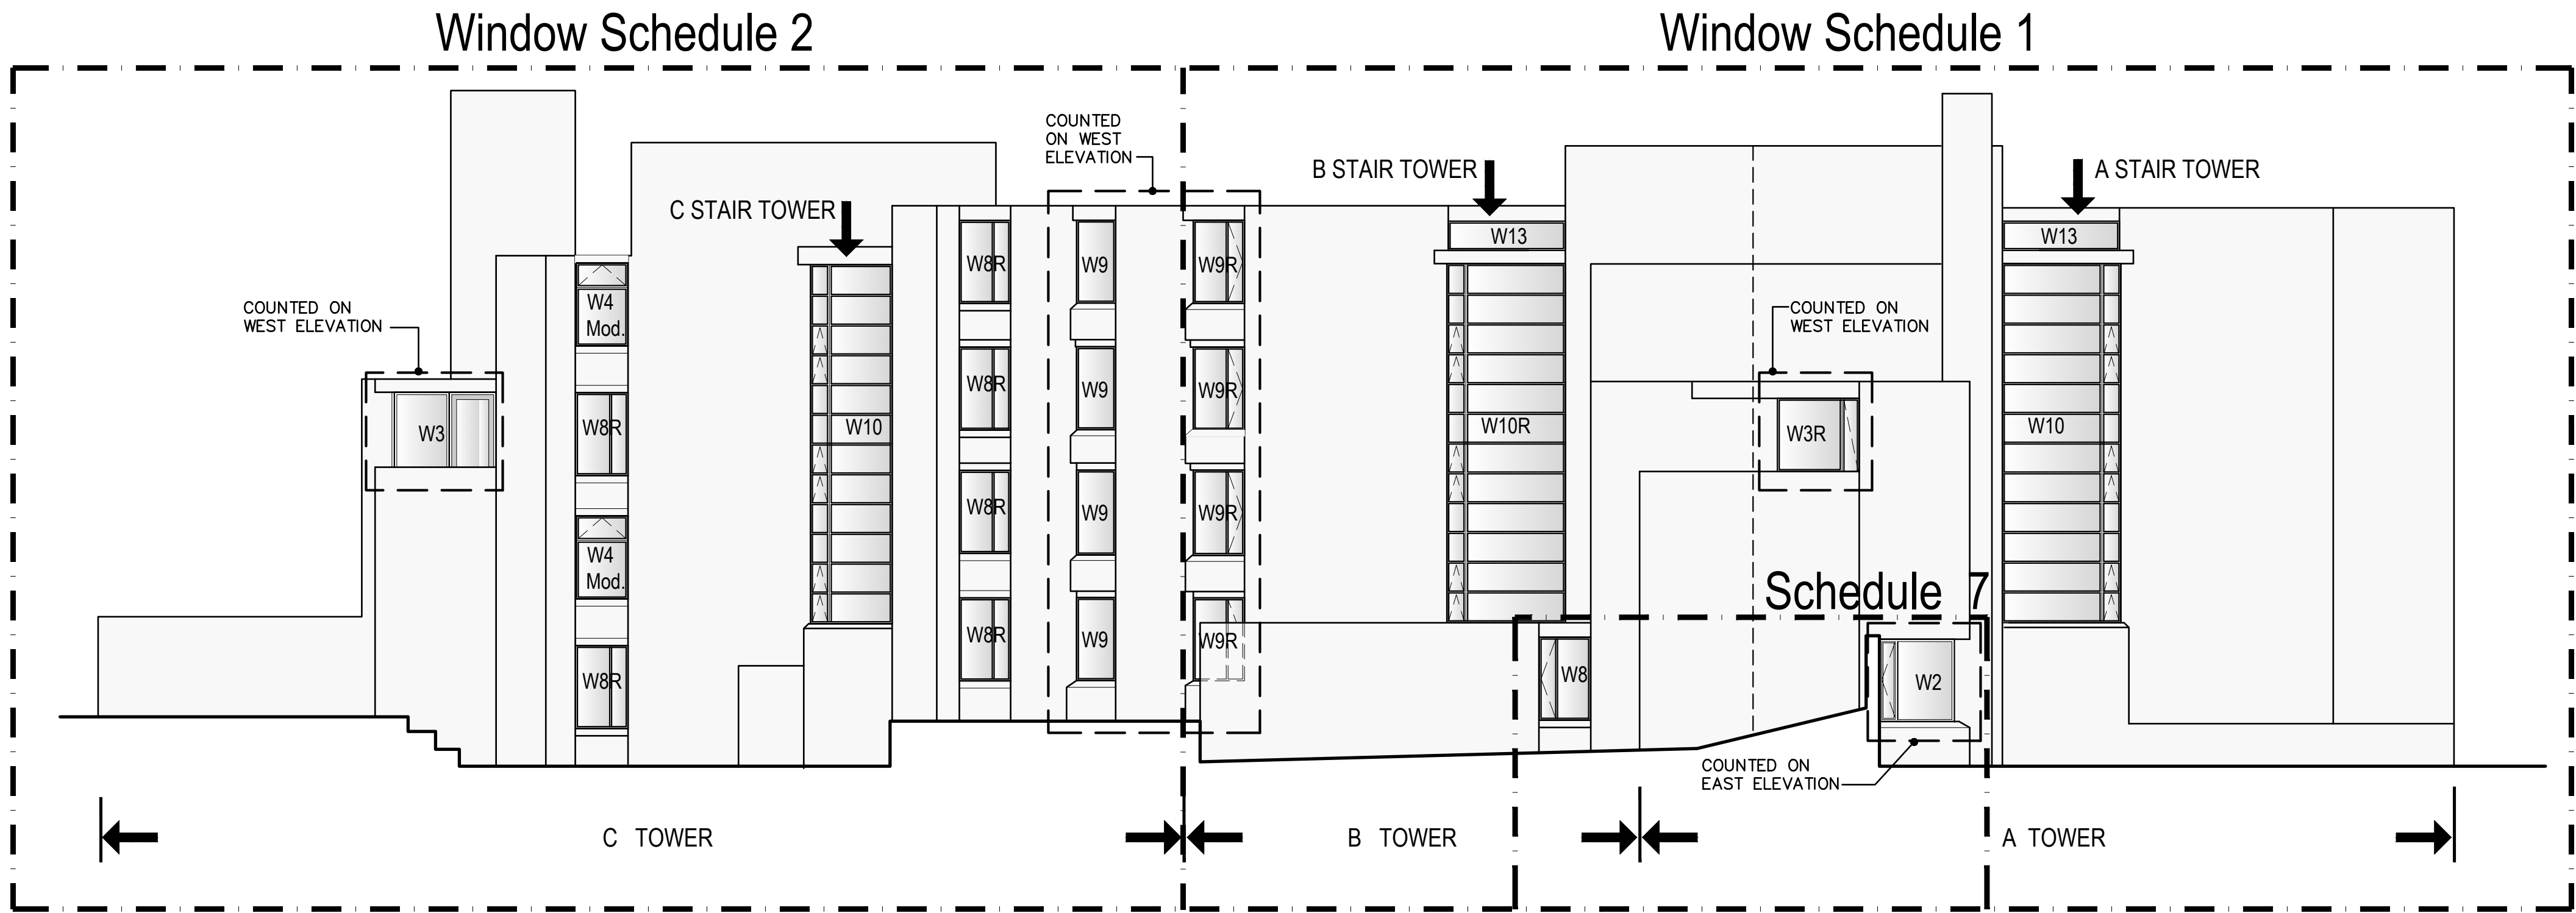 Window Schedule 2
Window Schedule 1
COUNTED
ON WEST
ELEVATION
B STAIR TOWER
A STAIR TOWER
C STAIR TOWER
W13
W13
W8R
W9
W9R
W4
Mod.
COUNTED ON
WEST ELEVATION
COUNTED ON
WEST ELEVATION
W8R
W9
W9R
W3
W8R
W10
W10R
W3R
W10
W8R
W9
W9R
W4
Mod.
Schedule 7
W8R
W9
W9R
W8R
W8
W2
COUNTED ON
EAST ELEVATION
C TOWER
B TOWER
A TOWER